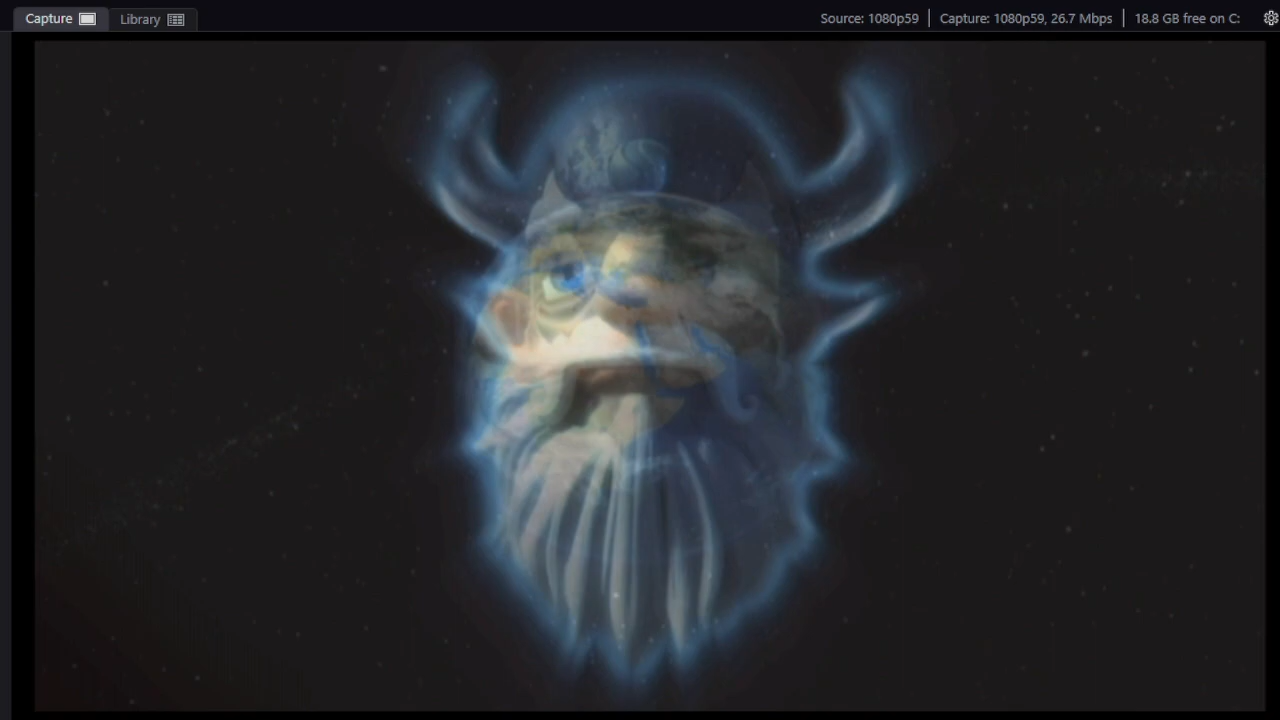 Capture
Library
Source: 1080p59
Capture: 1080p59, 26.7 Mbps
18.8 GB free on C: